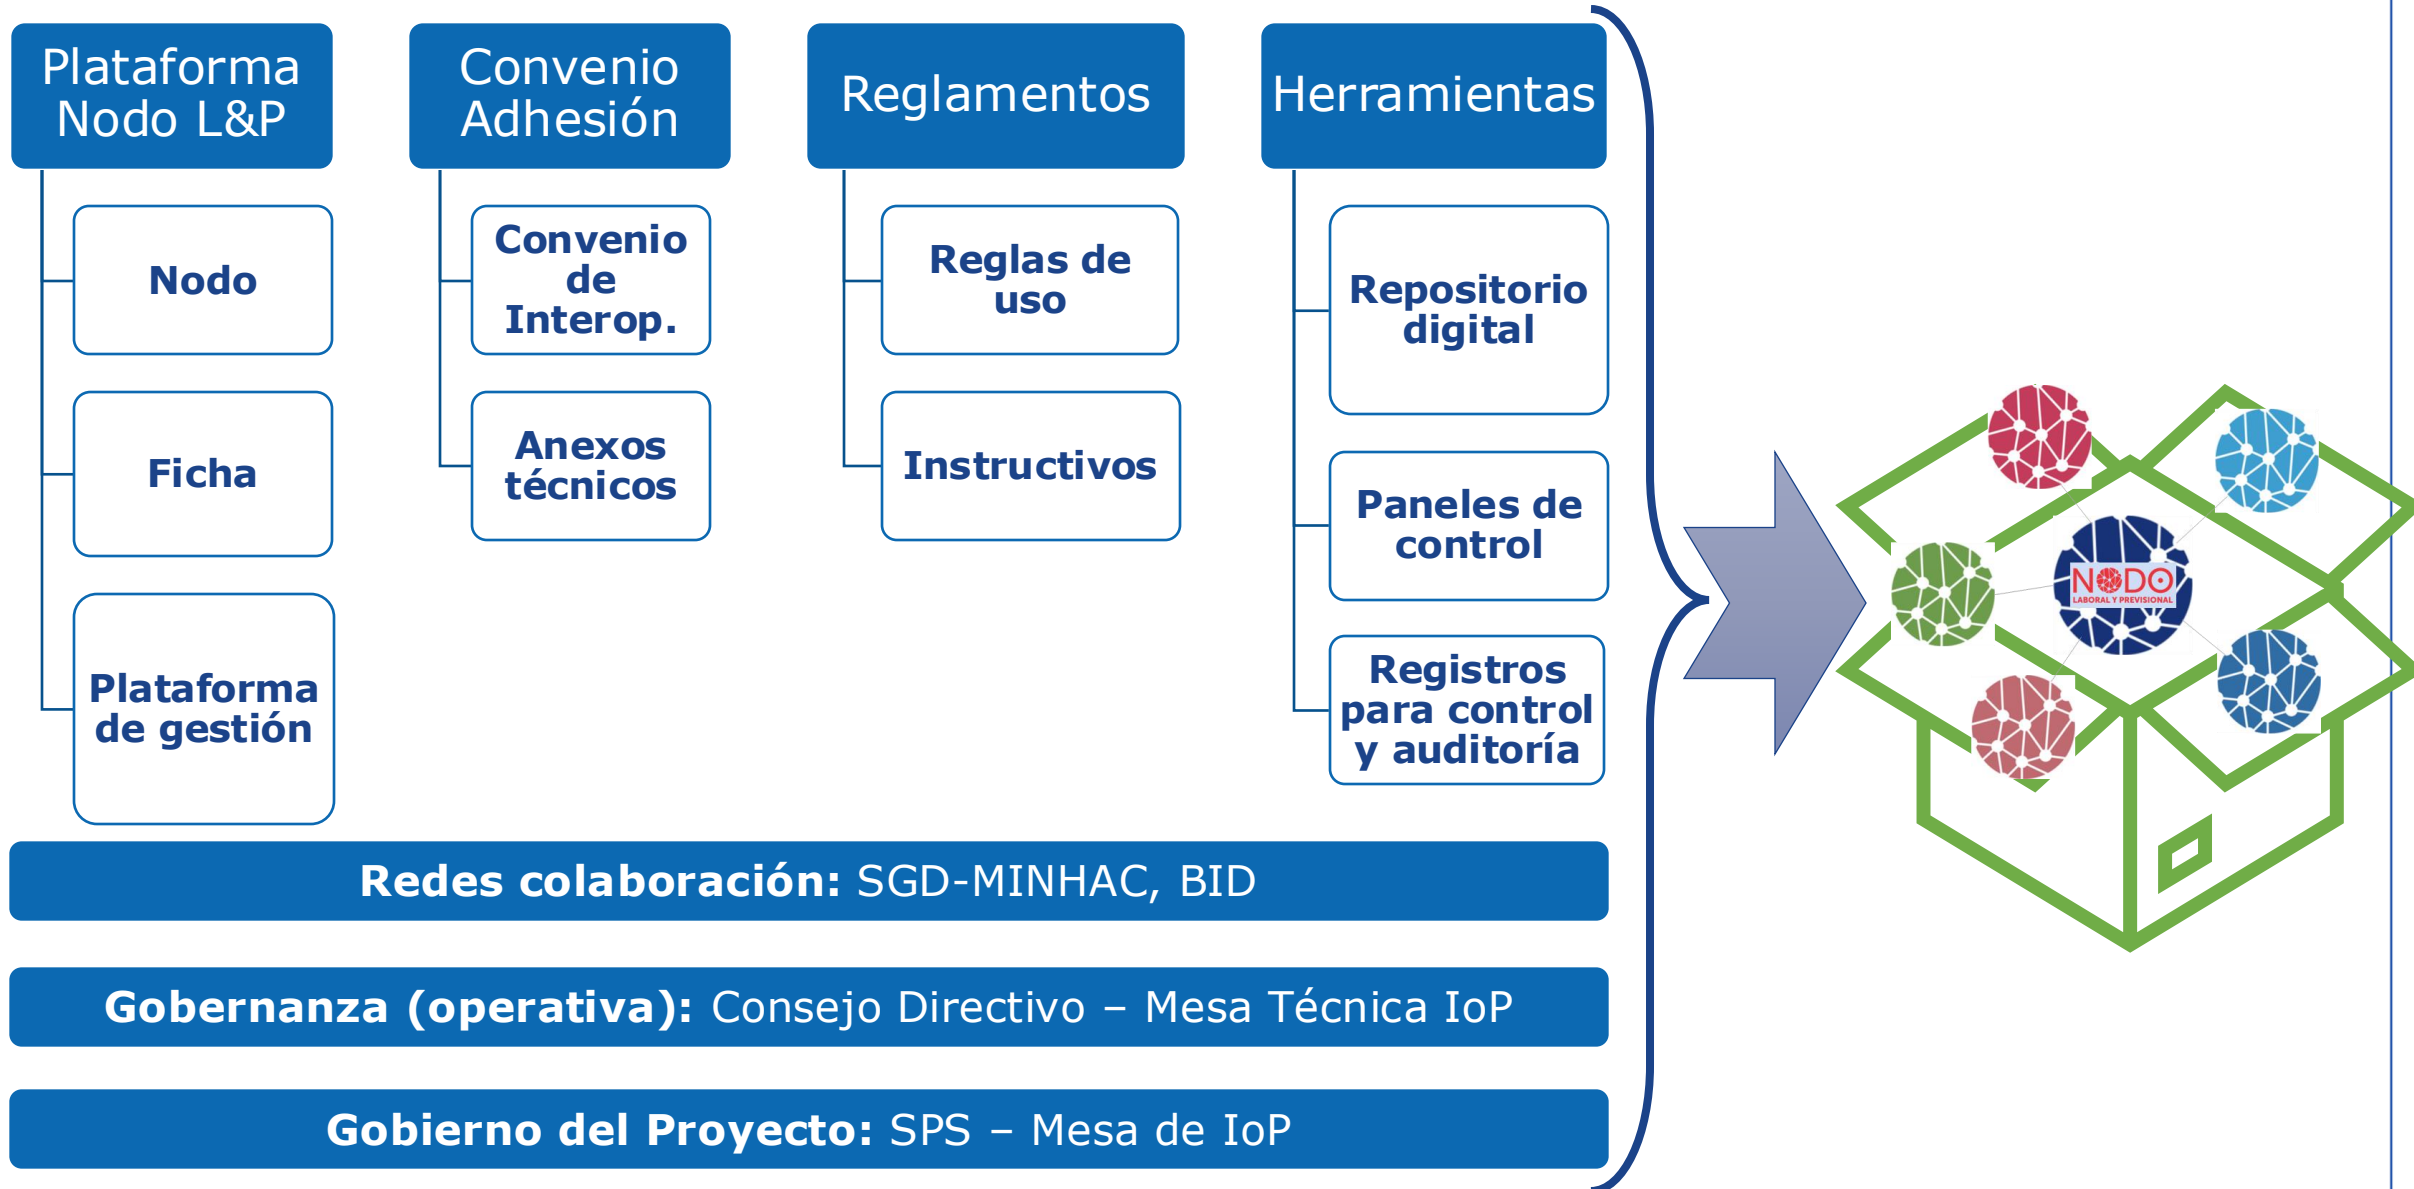 Plataforma
Nodo L&P
Nodo
Ficha
Plataforma
de gestión
Convenio
Adhesión
Convenio
de
Interop.
Anexos
técnicos
Reglamentos
Reglas de
uso
Instructivos
Herramientas
Repositorio
digital
Paneles de
control
Registros
para control
y auditoría
Redes colaboración: SGD-MINHAC, BID
Gobernanza (operativa): Consejo Directivo – Mesa Técnica IoP
Gobierno del Proyecto: SPS – Mesa de IoP
NODO
LABORAL Y PREVISIONAL